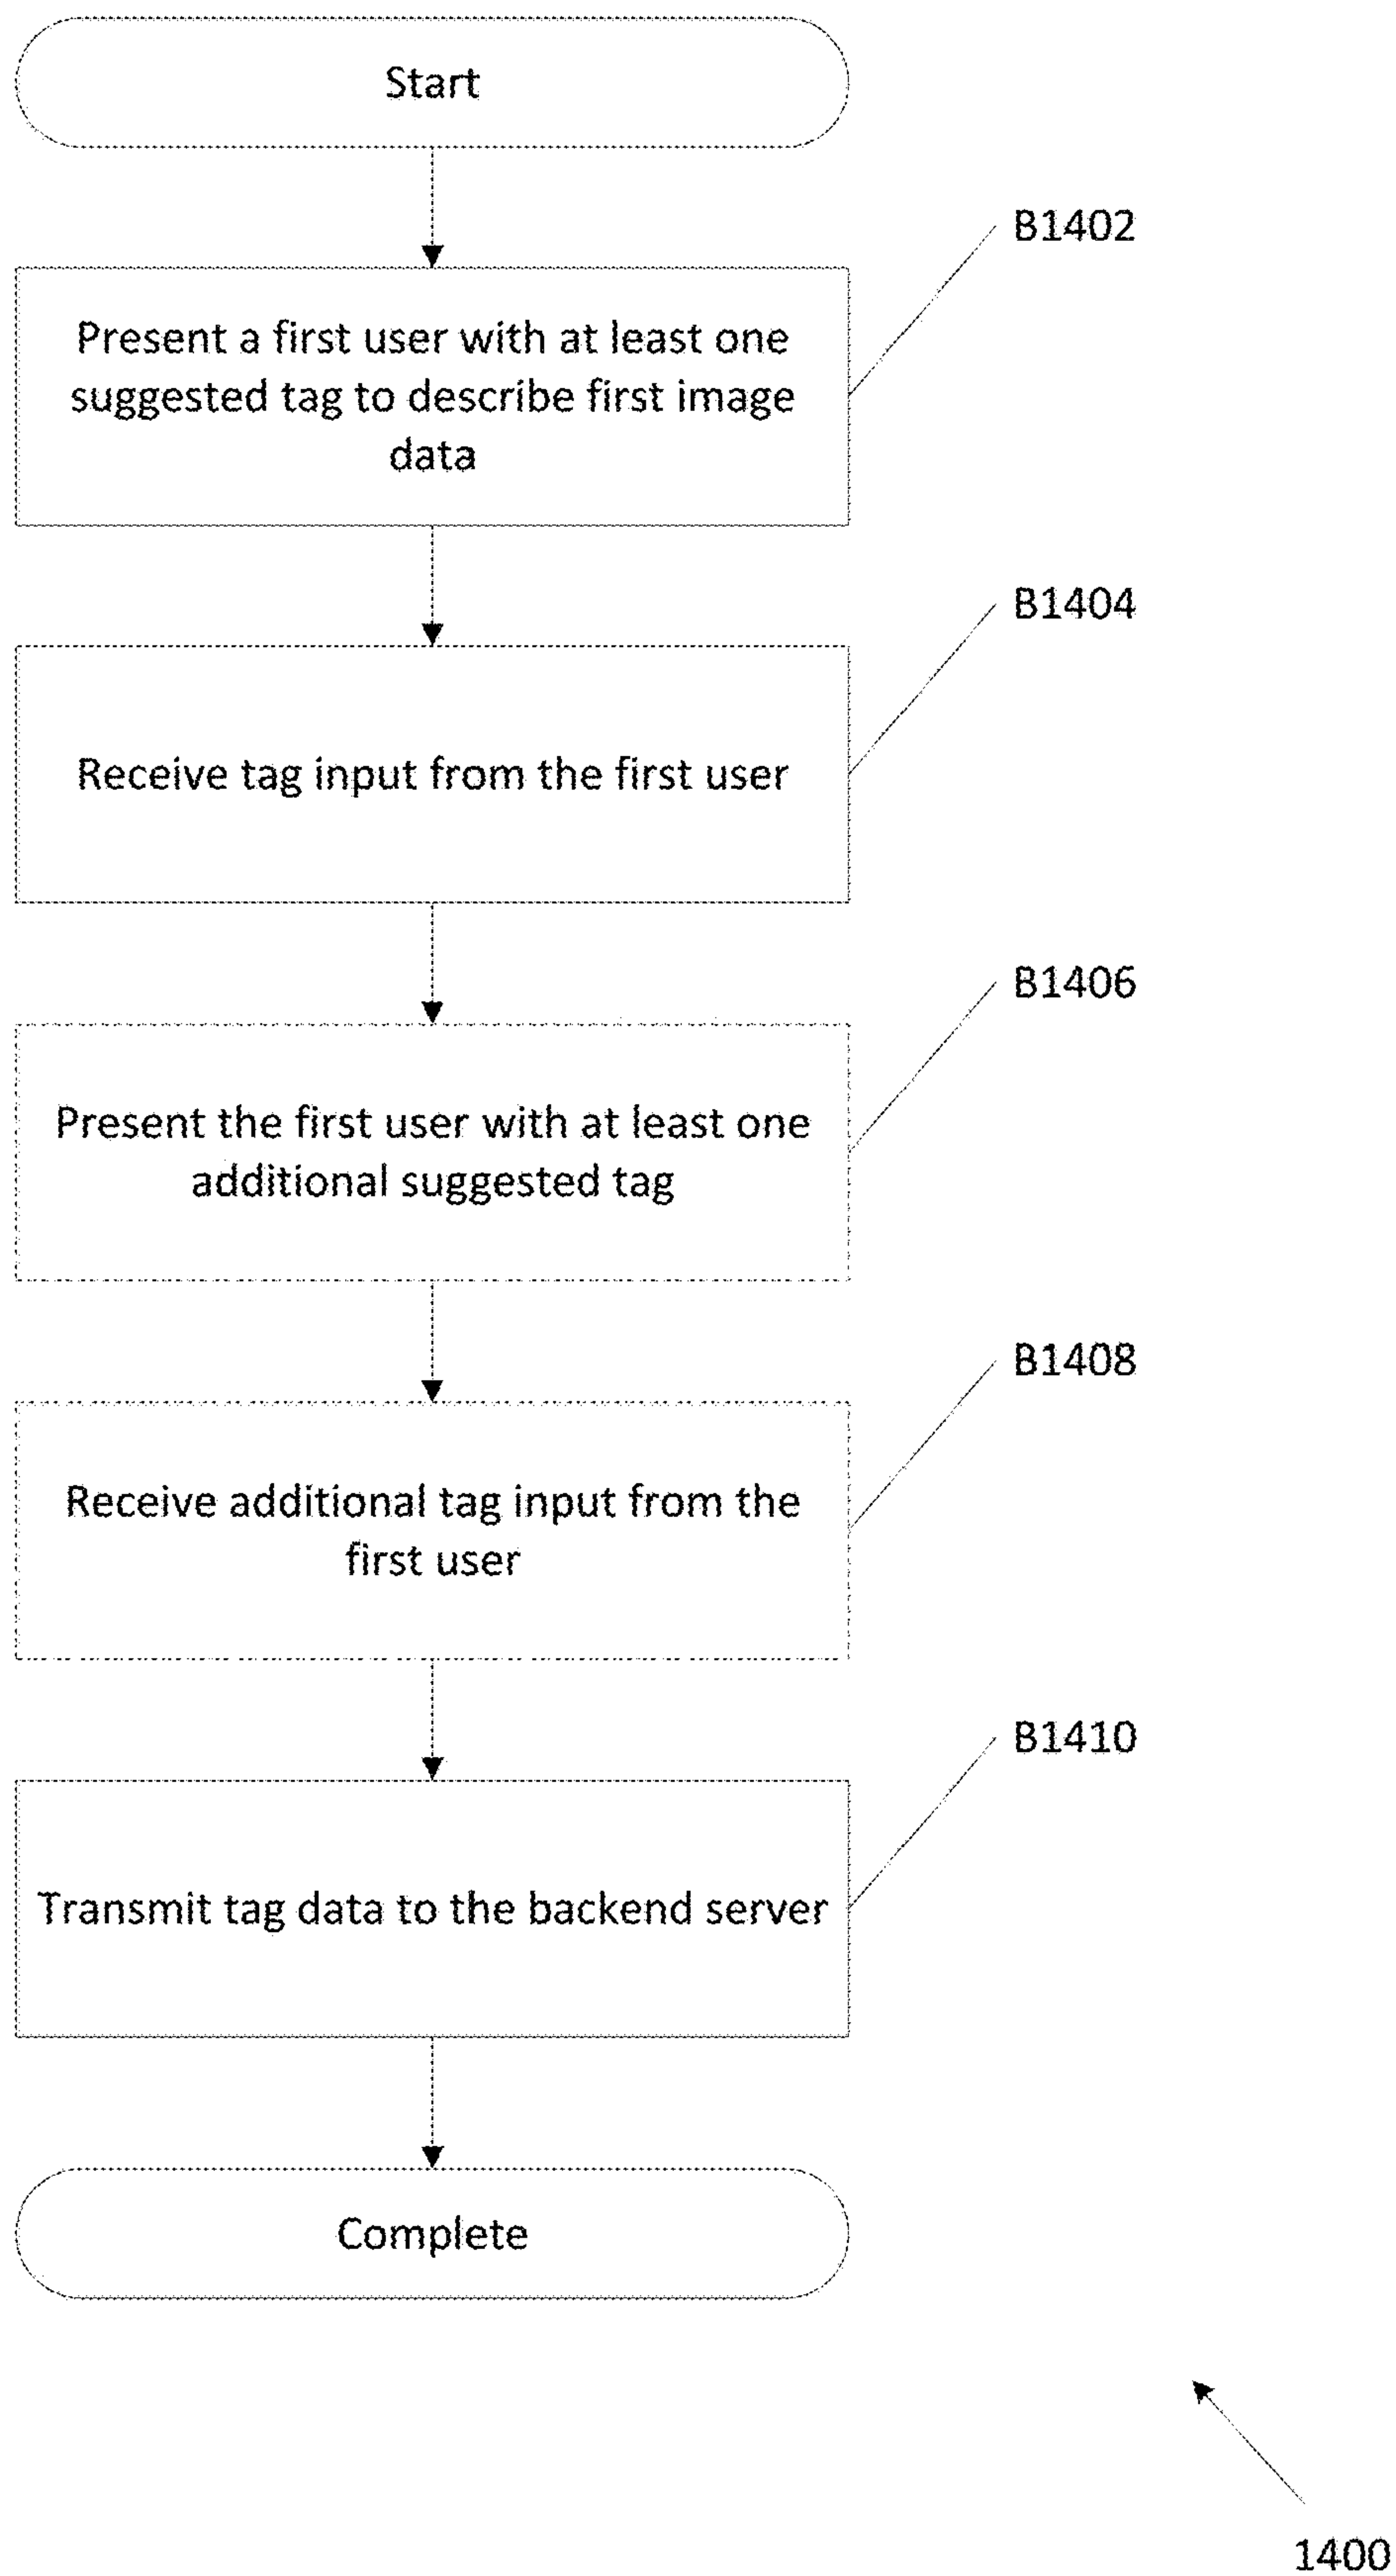 Start
B1402
Present a first user with at least one
suggested tag to describe first image
data
B1404
Receive tag input from the first user
B1406
Present the first user with at least one
additional suggested tag
B1408
Receive additional tag input from the
first user
B1410
Transmit tag data to the backend server
Complete
1400